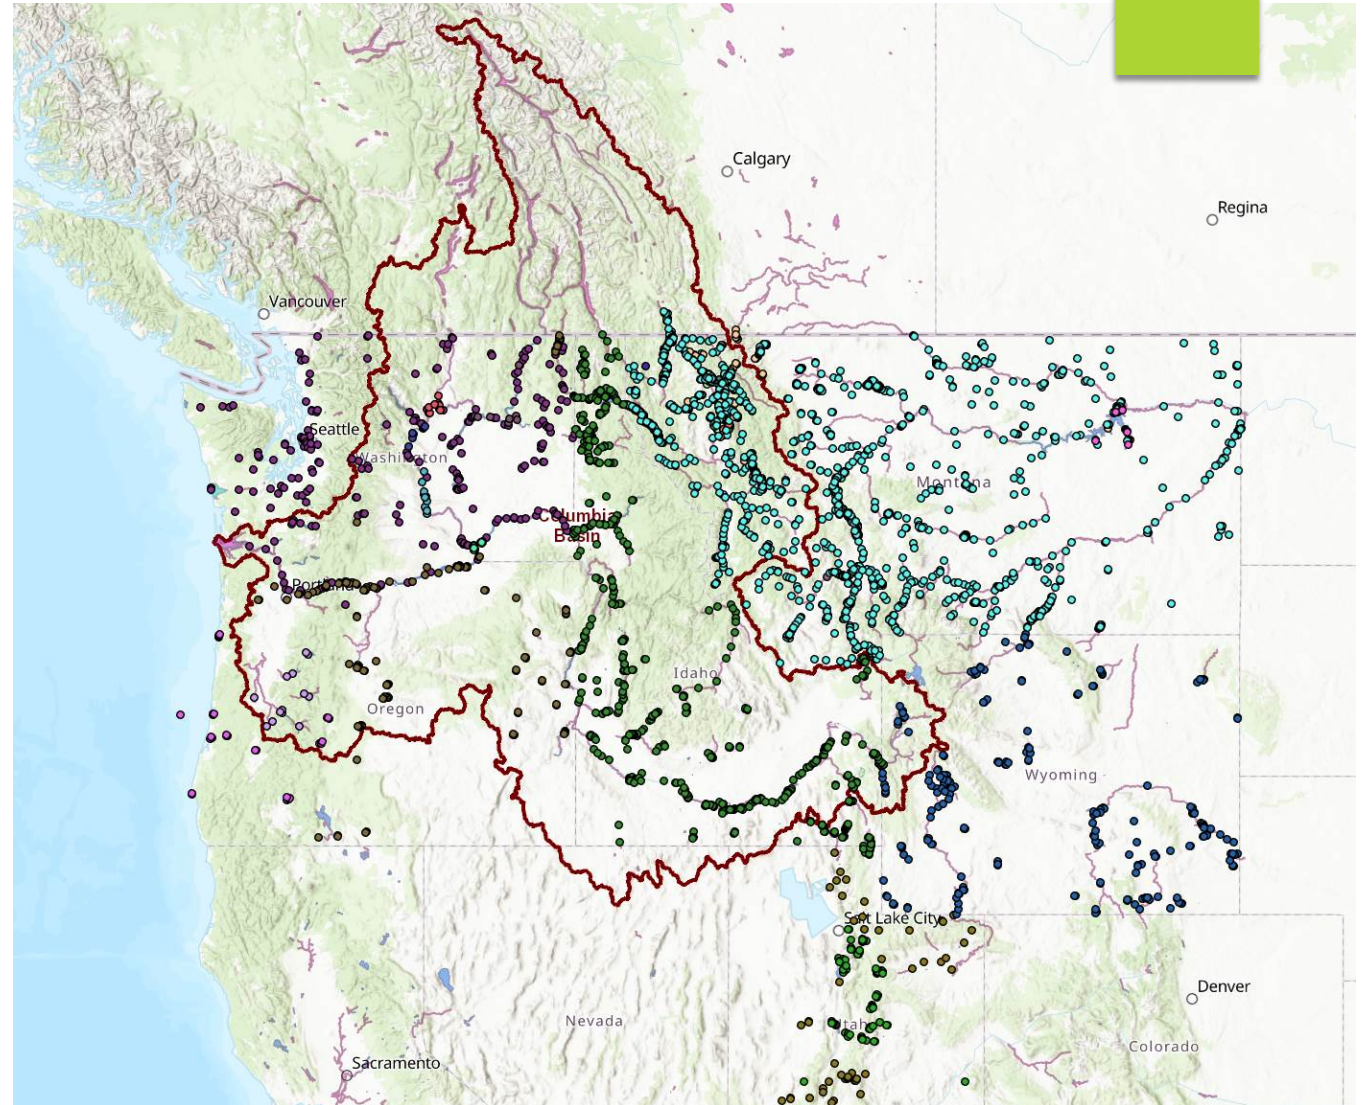 Calgary
Regina
Vancouver
Seattle
Washington
Montana
Columbia
Basin
Portland
Idaho
Oregon
Wyoming
Salt Lake City
Denver
Nevada
Utah
Colorado
Sacramento